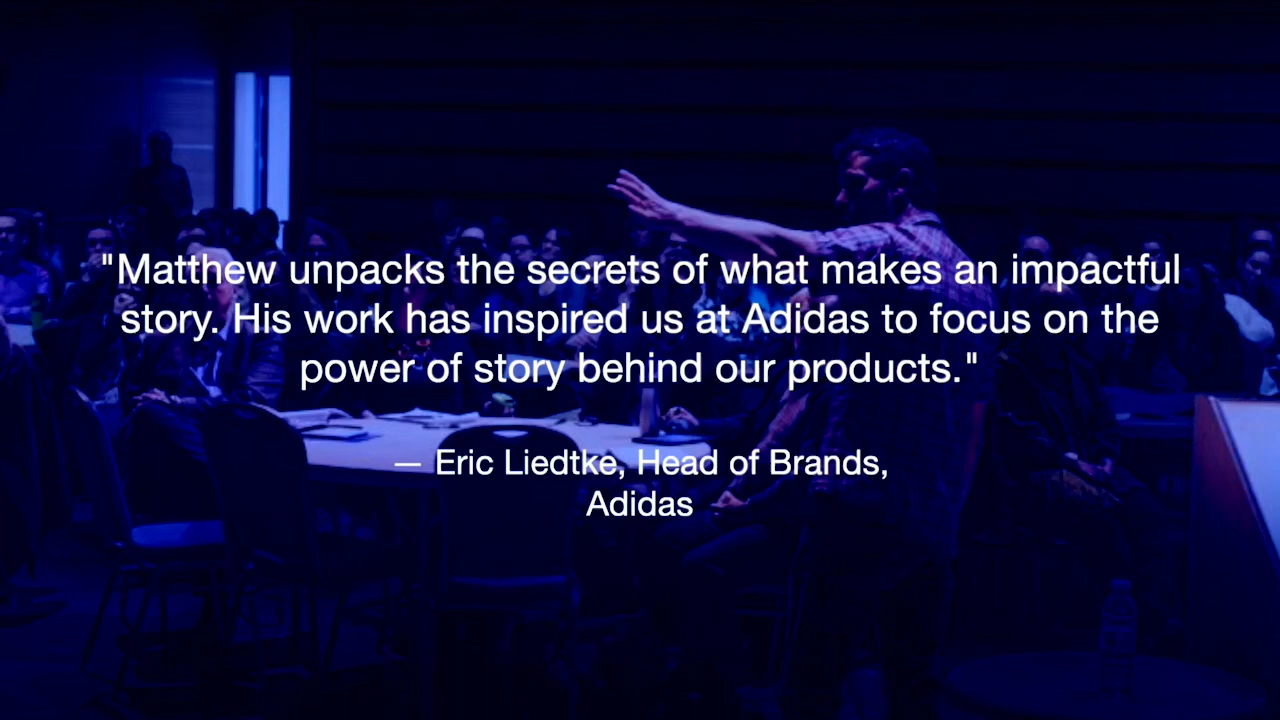 "Matthew unpacks the secrets of what makes an impactful
story. His work has inspired us at Adidas to focus on the
power of story behind our products."
— Eric Liedtke, Head of Brands,
Adidas